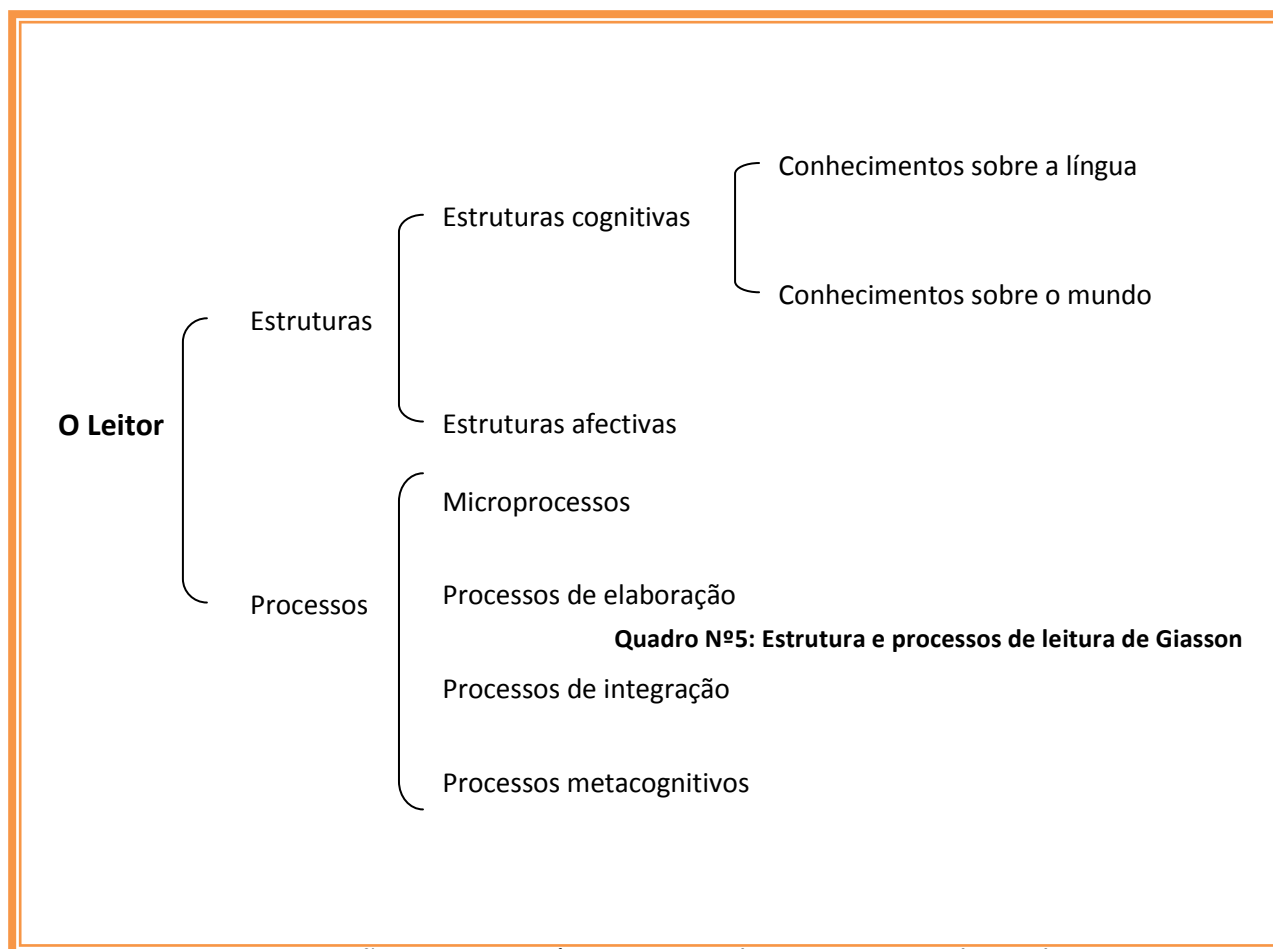 Conhecimentos sobre a língua
Estruturas cognitivas
Conhecimentos sobre o mundo
Estruturas
O Leitor
Estruturas afectivas
Microprocessos
Processos
Processos de elaboração
Quadro Nº5: Estrutura e processos de leitura de Giasson
Processos de integração
Processos metacognitivos